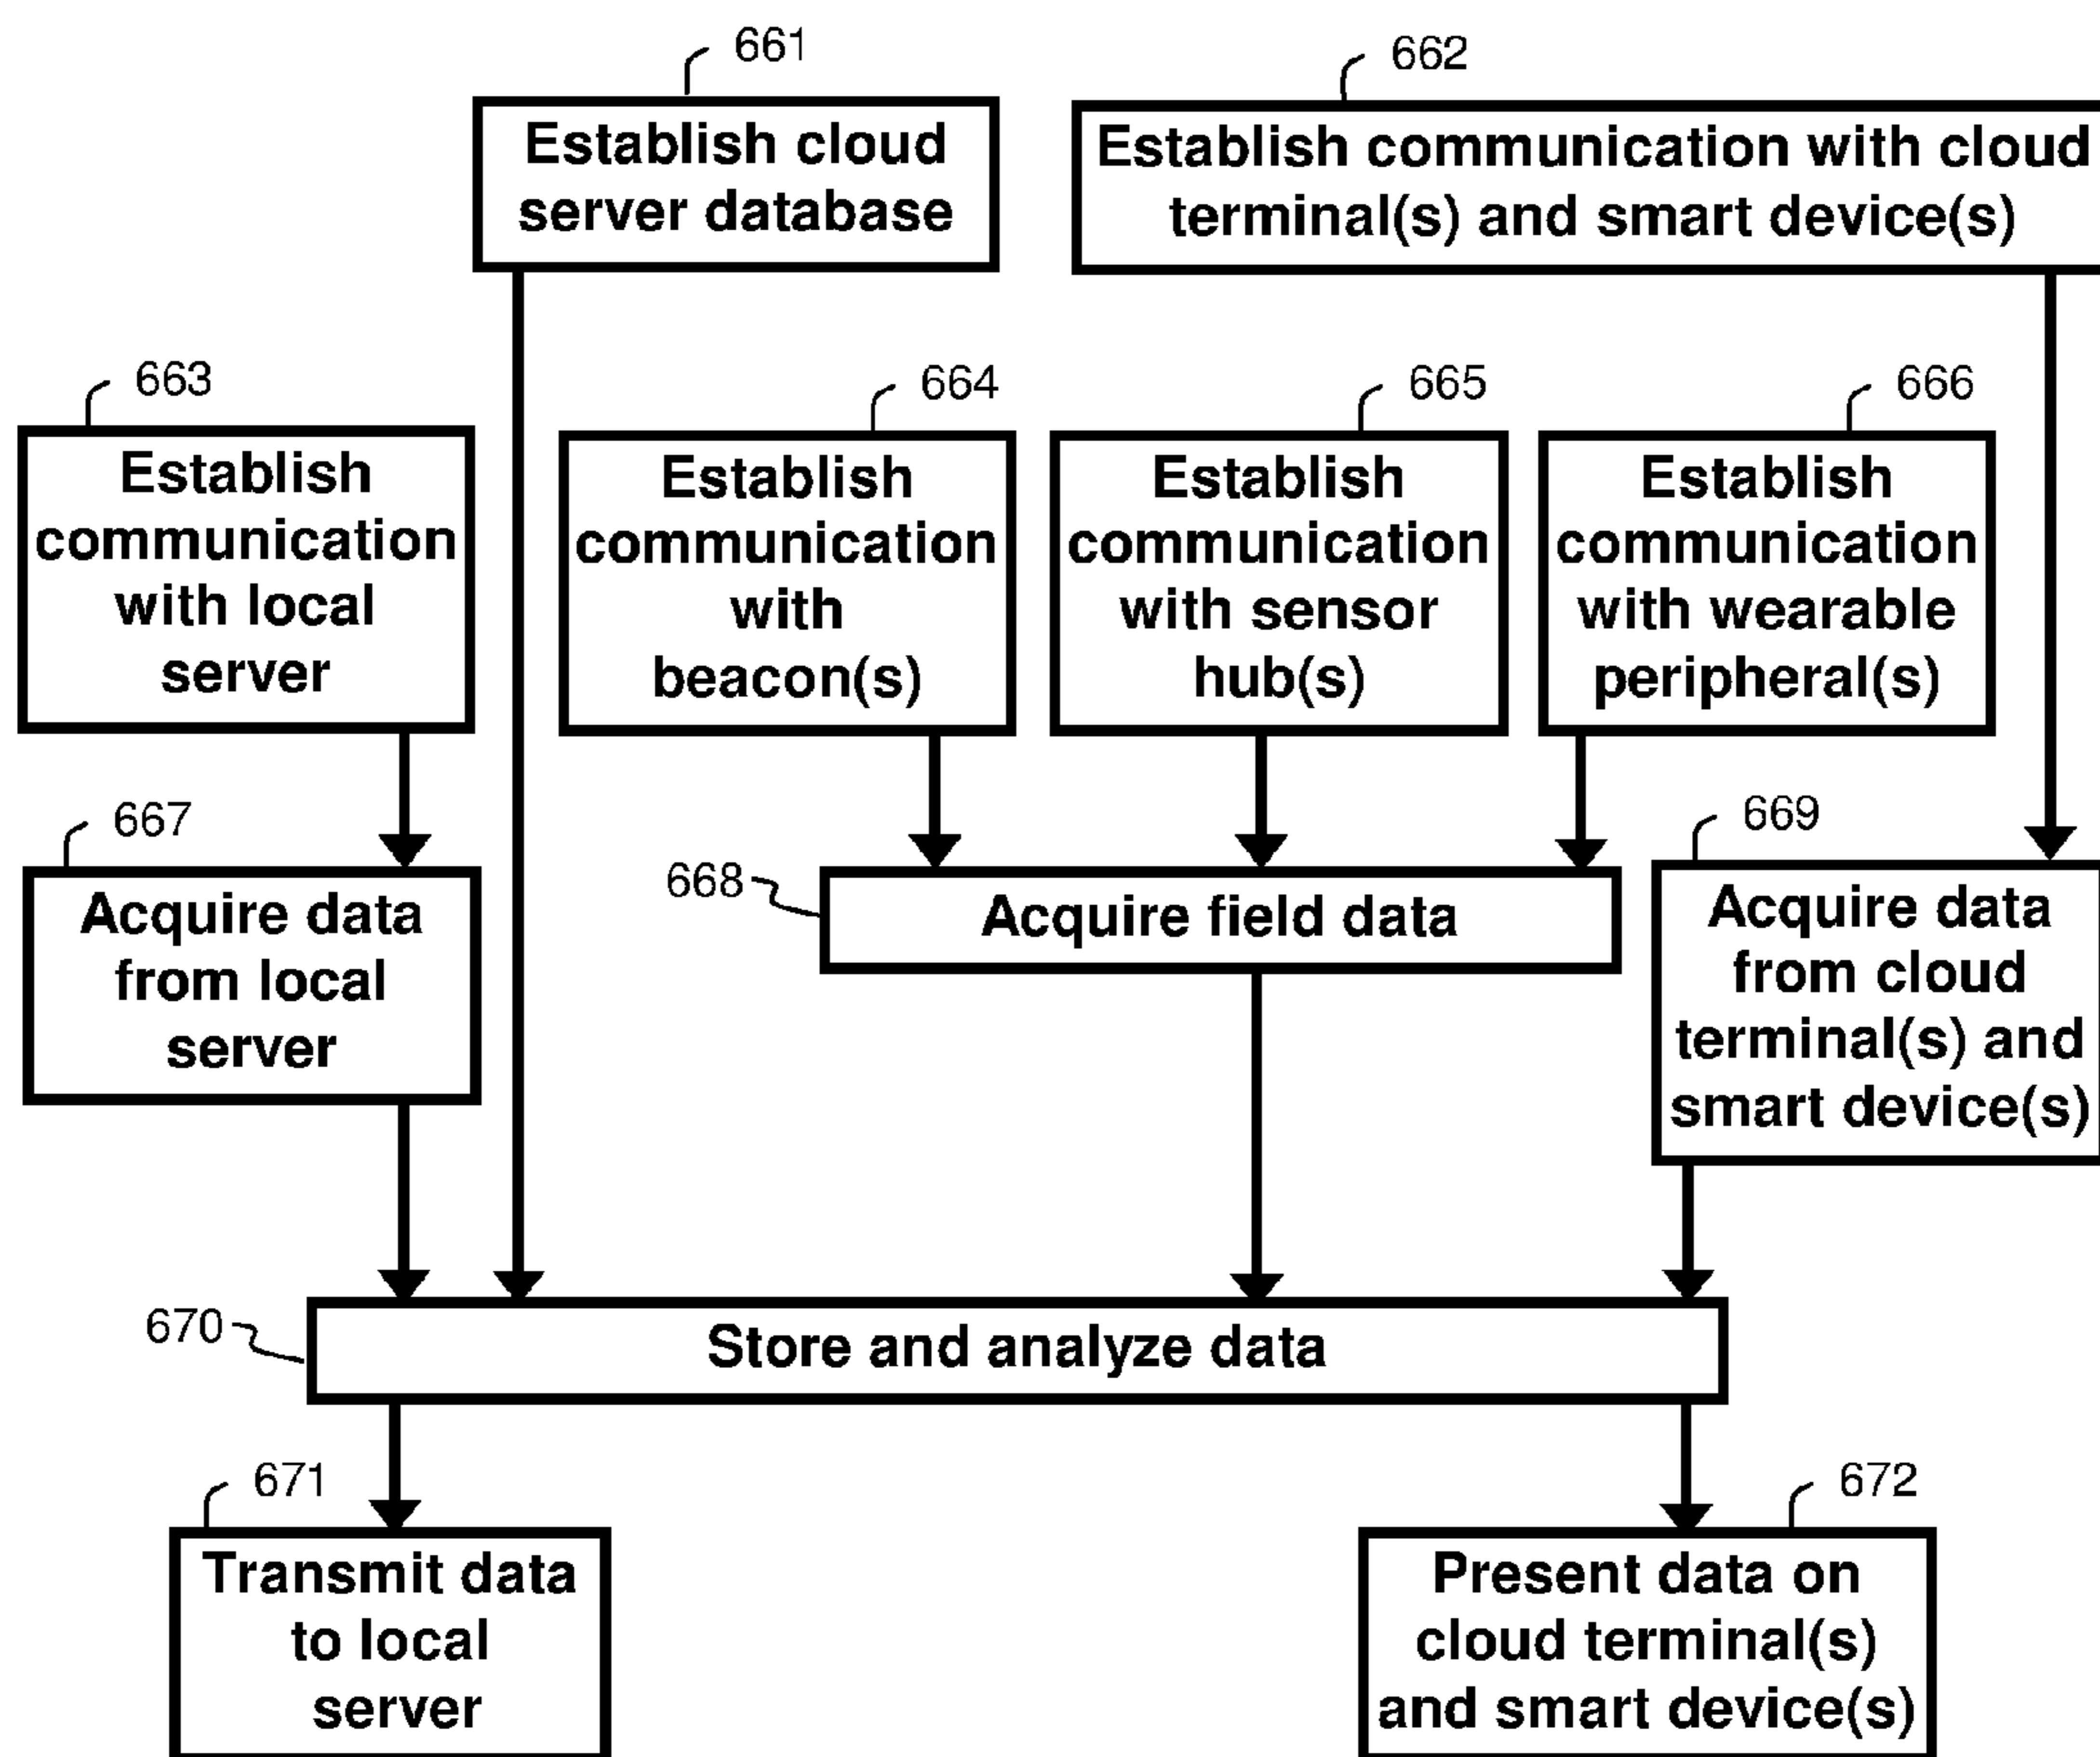 661
Establish cloud
server database
662
Establish communication with cloud
terminal(s) and smart device(s)
663
Establish
communication
with local
server
664
Establish
communication
with
beacon(s)
665
Establish
communication
with sensor
hub(s)
666
Establish
communication
with wearable
peripheral(s)
667
Acquire data
from local
server
668
Acquire field data
669
Acquire data
from cloud
terminal(s) and
smart device(s)
670
Store and analyze data
671
Transmit data
to local
server
672
Present data on
cloud terminal(s)
and smart device(s)